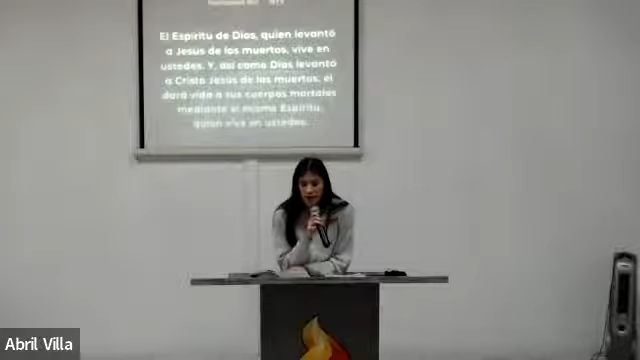 El Espíritu de Dios, quien levantó
a Jesús de los muertos, vive en
ustedes. Y, así como Dios levantó
a Cristo Jesús de los muertos, él
dará vida a sus cuerpos mortales
mediante el mismo Espíritu,
quien vive en ustedes.
Abril Villa